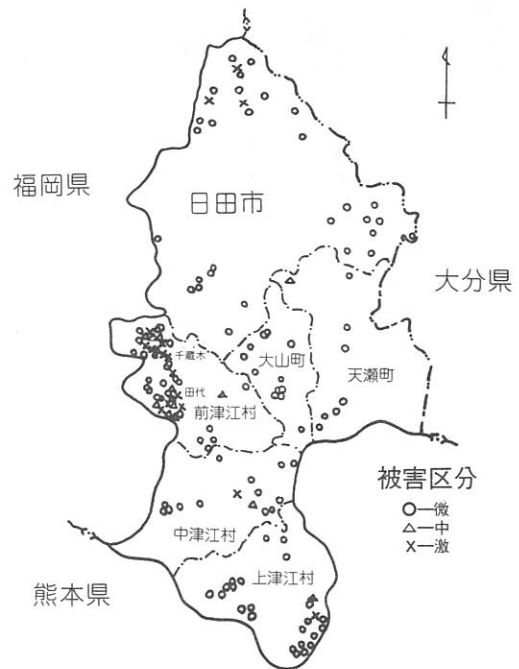 福岡県
日田市
大分県
千蔵木
大山町
天瀬町
田代
前津江村
被害区分
○—微
△—中
×—激
中津江村
上津江村
熊本県